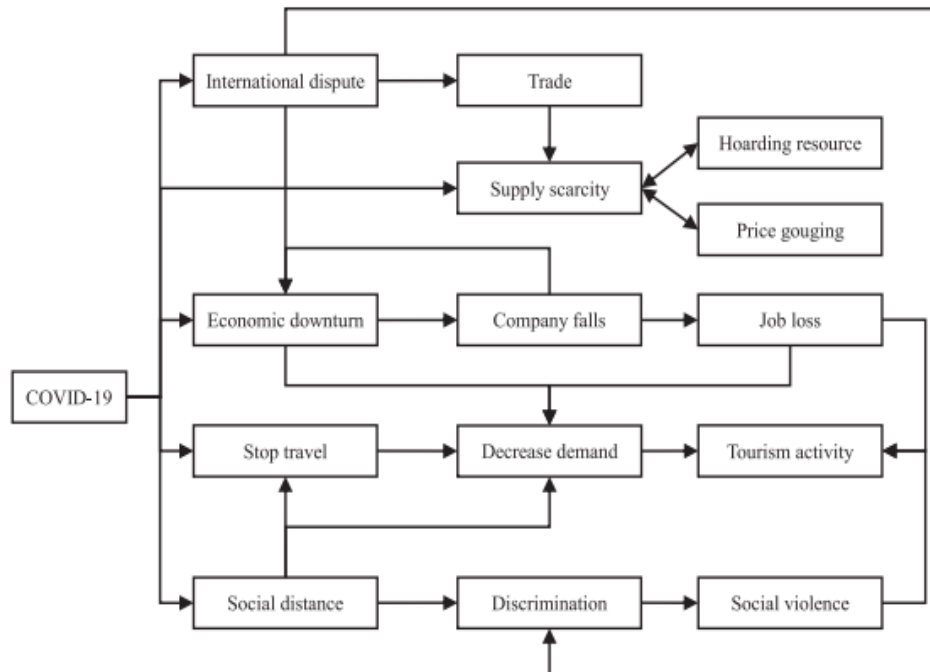 International dispute
Trade
Hoarding resource
Supply scarcity
Price gouging
Economic downturn
Company falls
Job loss
COVID-19
Stop travel
Decrease demand
Tourism activity
Social distance
Discrimination
Social violence